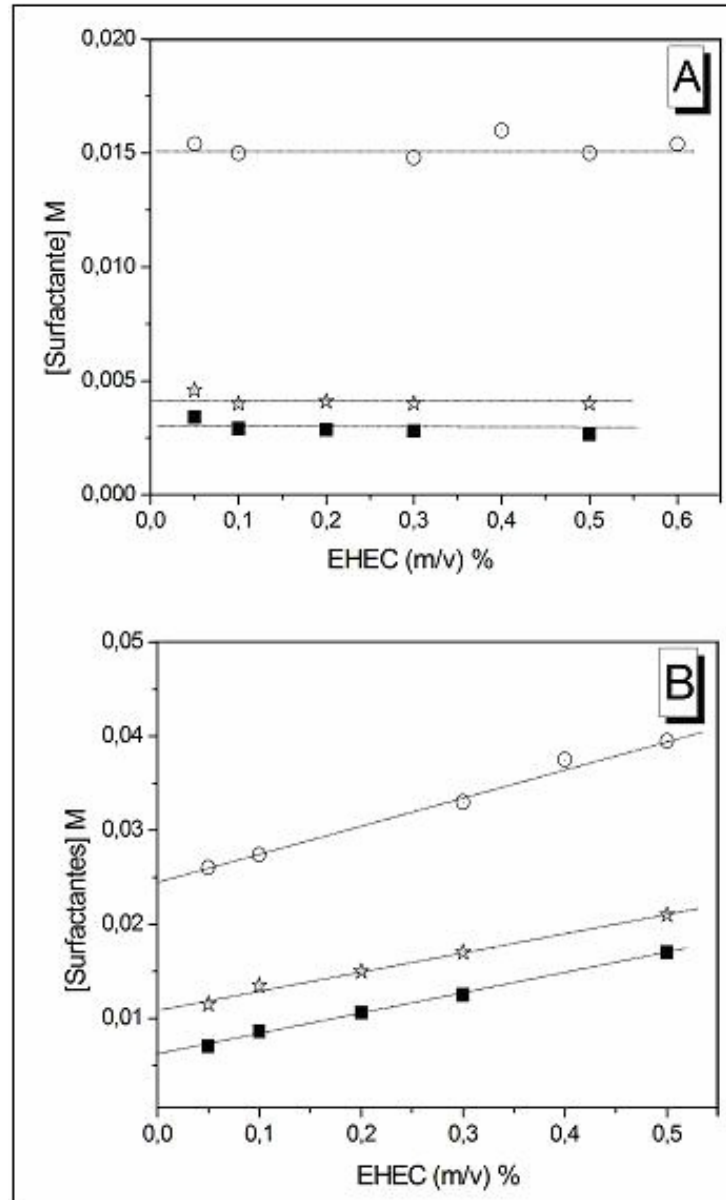 A
0,020
0,015
0,010
0,005
0,000
[Surfactante] M
0,0 0,1 0,2 0,3 0,4 0,5 0,6
EHEC (m/v) %
B
0,05
0,04
0,03
0,02
0,01
[Surfactantes] M
0,0 0,1 0,2 0,3 0,4 0,5
EHEC (m/v) %